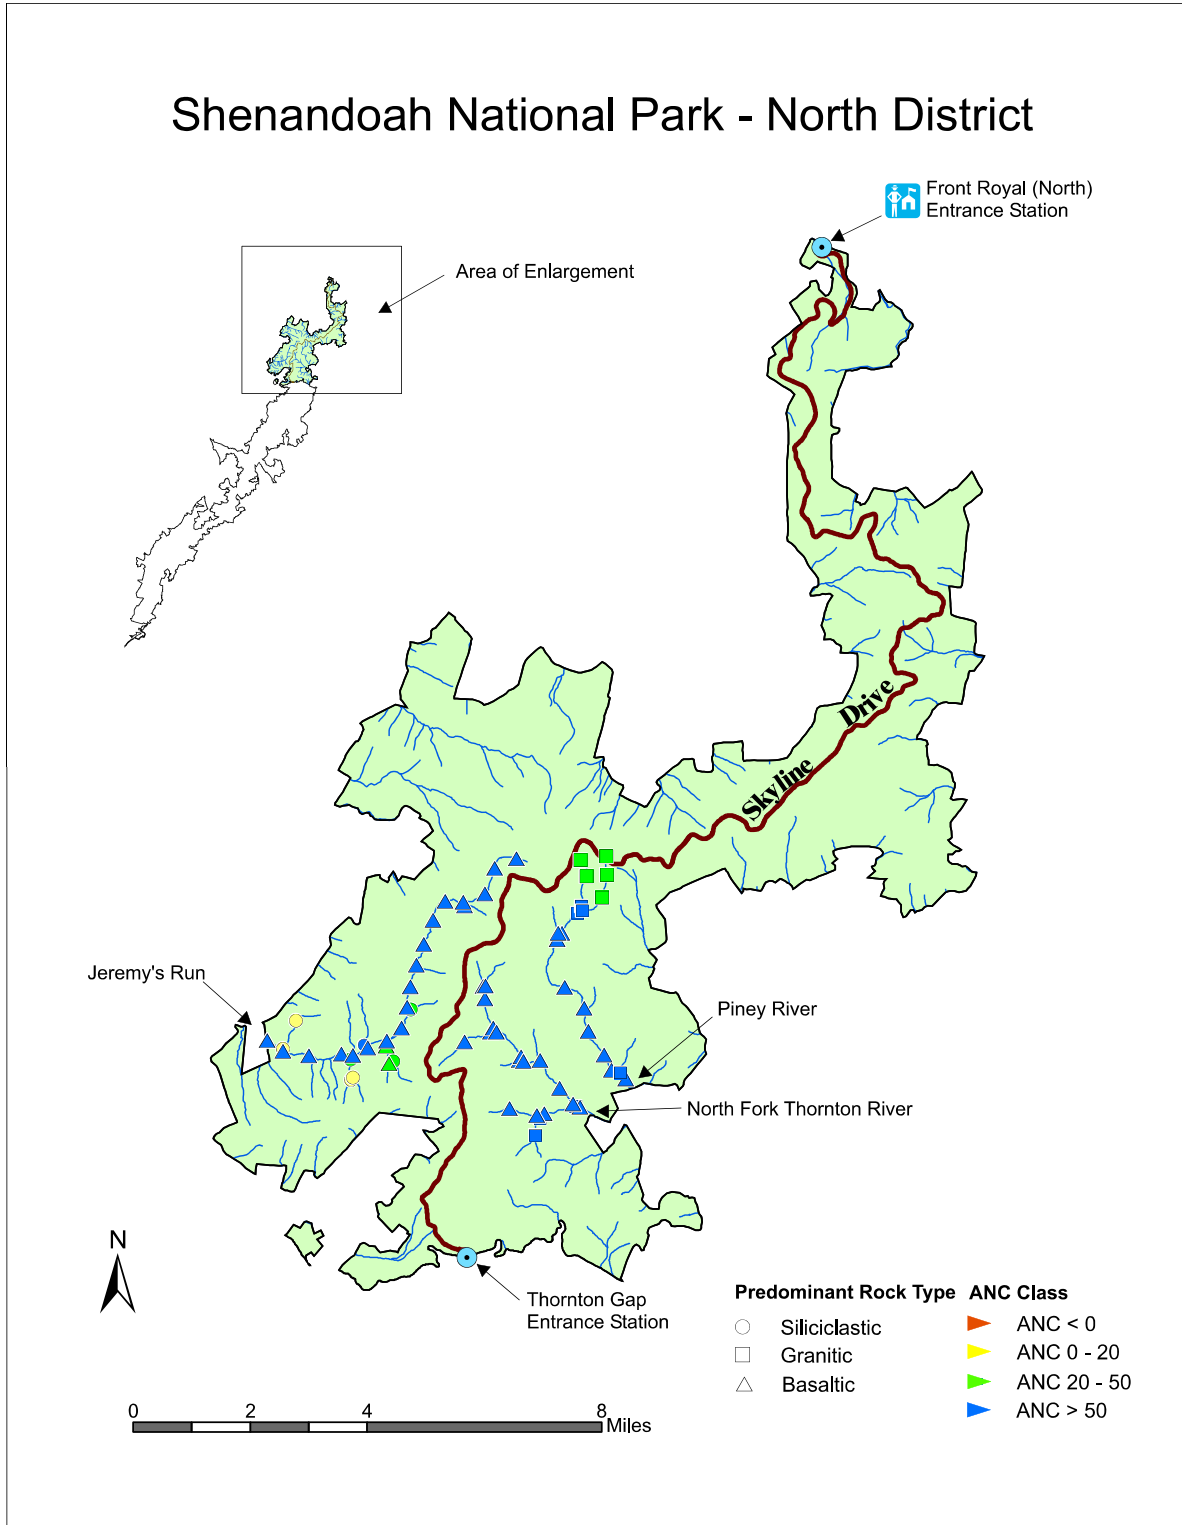 Shenandoah National Park - North District
Front Royal (North)
Entrance Station
Area of Enlargement
Skyline Drive
Jeremy's Run
Piney River
North Fork Thornton River
N
Thornton Gap
Entrance Station
Predominant Rock Type
Siliciclastic
Granitic
Basaltic
ANC Class
ANC < 0
ANC 0 - 20
ANC 20 - 50
ANC > 50
0 2 4 8
Miles